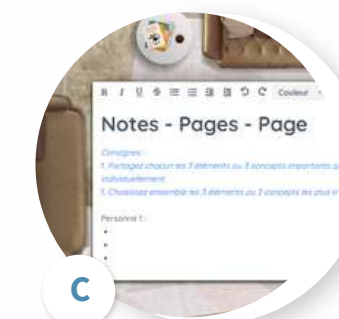 B I U S Couleur
Notes - Pages - Page
Consignes :
1. Partagez chacun les 3 éléments ou 3 concepts importants
individuellement
1. Choisissez ensemble les 3 éléments ou 3 concepts les plus
Personne 1 :
C